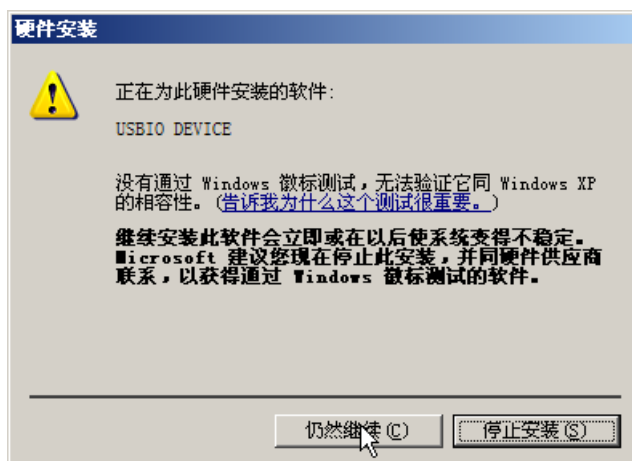 硬件安装
正在为此硬件安装的软件:
USBIO DEVICE
没有通过 Windows 徽标测试，无法验证它同 Windows XP
的相容性。(告诉我为什么这个测试很重要。)
继续安装此软件会立即或在以后使系统变得不稳定。
Microsoft 建议您现在停止此安装，并同硬件供应商
联系，以获得通过 Windows 徽标测试的软件。
仍然继续(C) 停止安装(S)